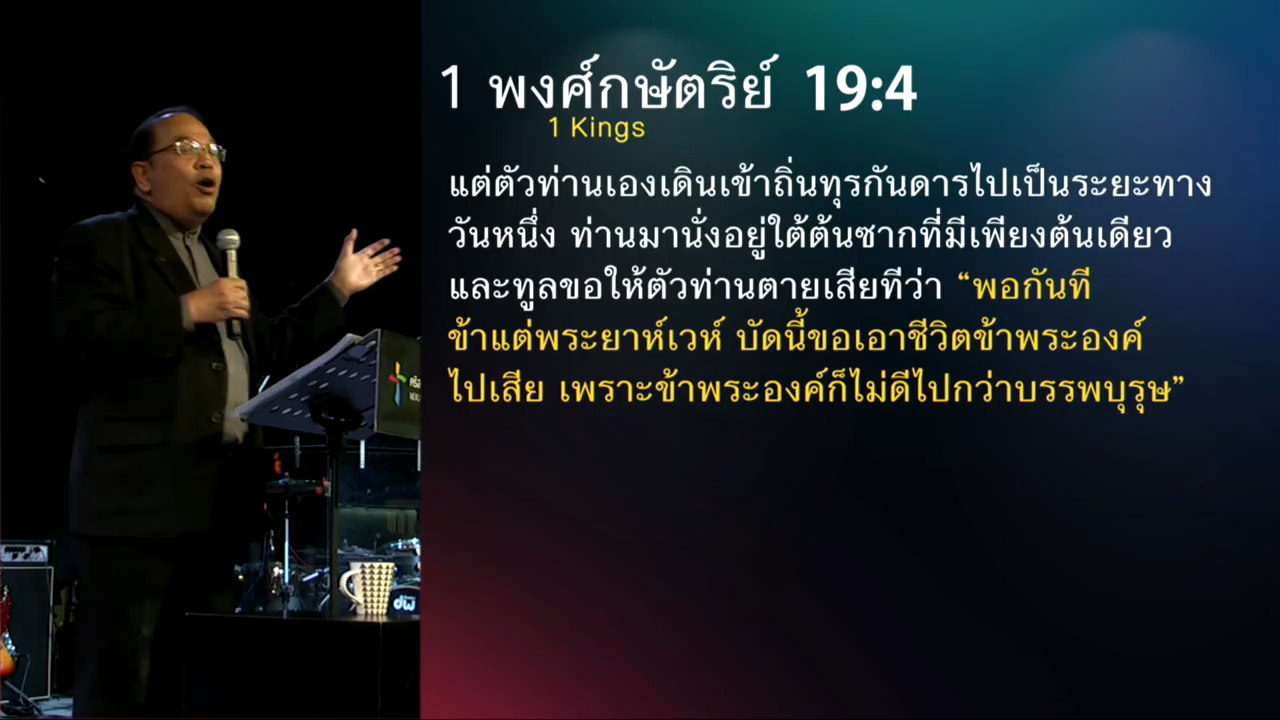 1 พงศ์กษัตริย์ 19:4
1 Kings
แต่ตัวท่านเองเดินเข้าถิ่นทุรกันดารไปเป็นระยะทาง
วันหนึ่ง ท่านมานั่งอยู่ใต้ต้นซากที่มีเพียงต้นเดียว
และทูลขอให้ตัวท่านตายเสียทีว่า “พอกันที
ข้าแต่พระยาห์เวห์ บัดนี้ขอเอาชีวิตข้าพระองค์
ไปเสีย เพราะข้าพระองค์ก็ไม่ดีไปกว่าบรรพบุรุษ”
dw